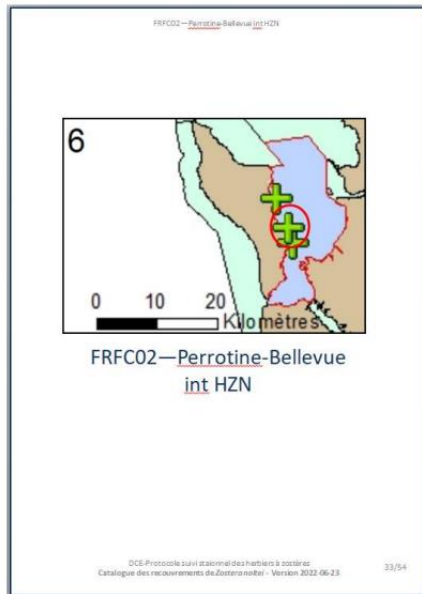 FRFC02—Perrotine-Bellevue int HZN
6
0 10 20
Kilomètres
FRFC02—Perrotine-Bellevue
int HZN
DCE-Protocole suivi staionnel des herbiers à zostères
Catalogue des recouvrements de Zostera noltei - Version 2022-06-23
33/54